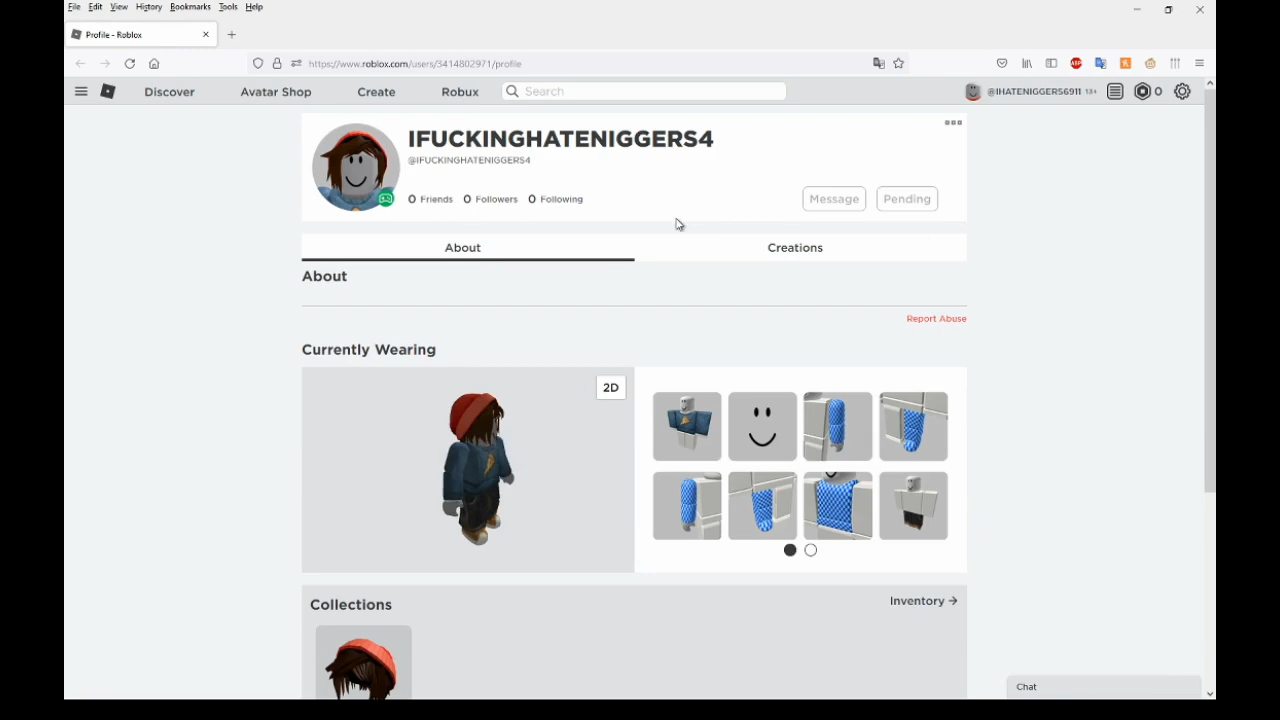 File Edit View History Bookmarks Tools Help
Profile - Roblox
https://www.roblox.com/users/3414802971/profile
Discover Avatar Shop Create Robux Search @IHATENIGGERS6911 13+ 0
IFUCKINGHATENIGGERS4
@IFUCKINGHATENIGGERS4
0 Friends 0 Followers 0 Following Message Pending
About Creations
About
Report Abuse
Currently Wearing
2D
Collections Inventory →
Chat